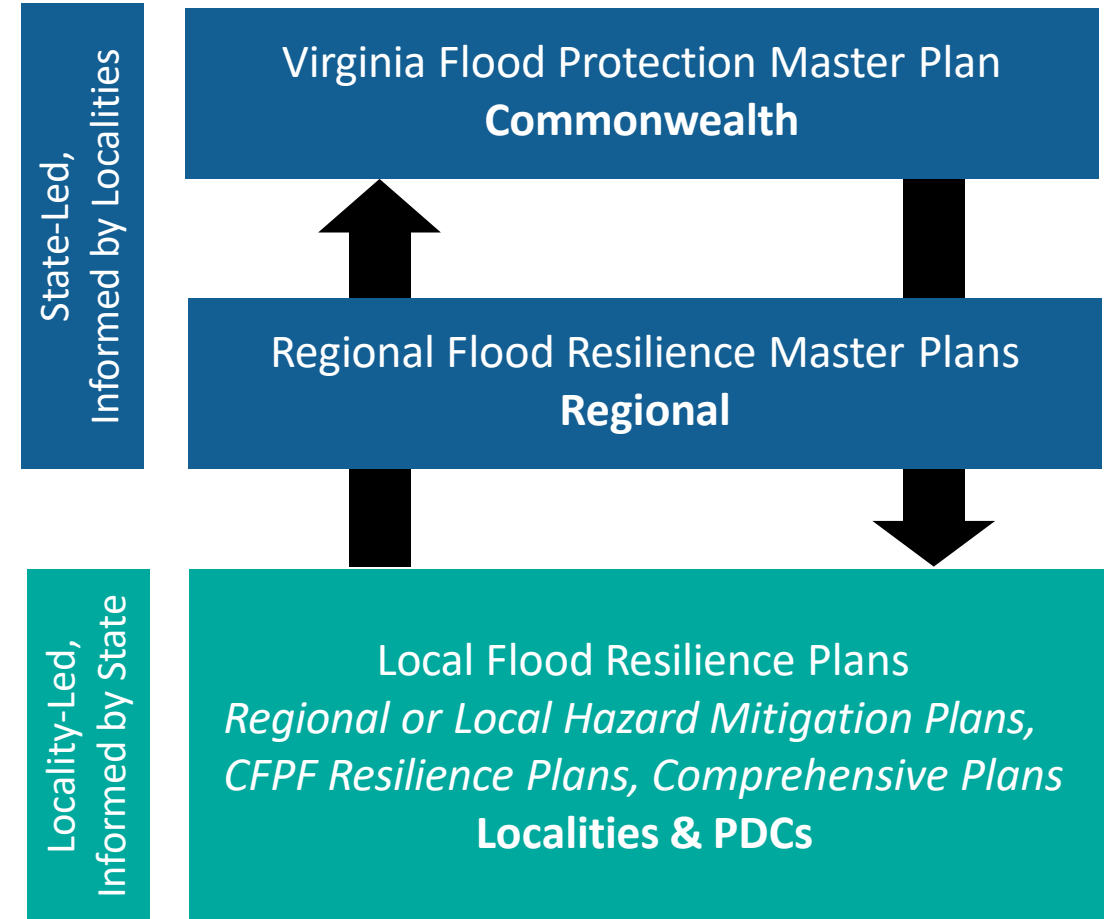 State-Led,
Informed by Localities
Virginia Flood Protection Master Plan
Commonwealth
Regional Flood Resilience Master Plans
Regional
Locality-Led,
Informed by State
Local Flood Resilience Plans
Regional or Local Hazard Mitigation Plans,
CFPF Resilience Plans, Comprehensive Plans
Localities & PDCs